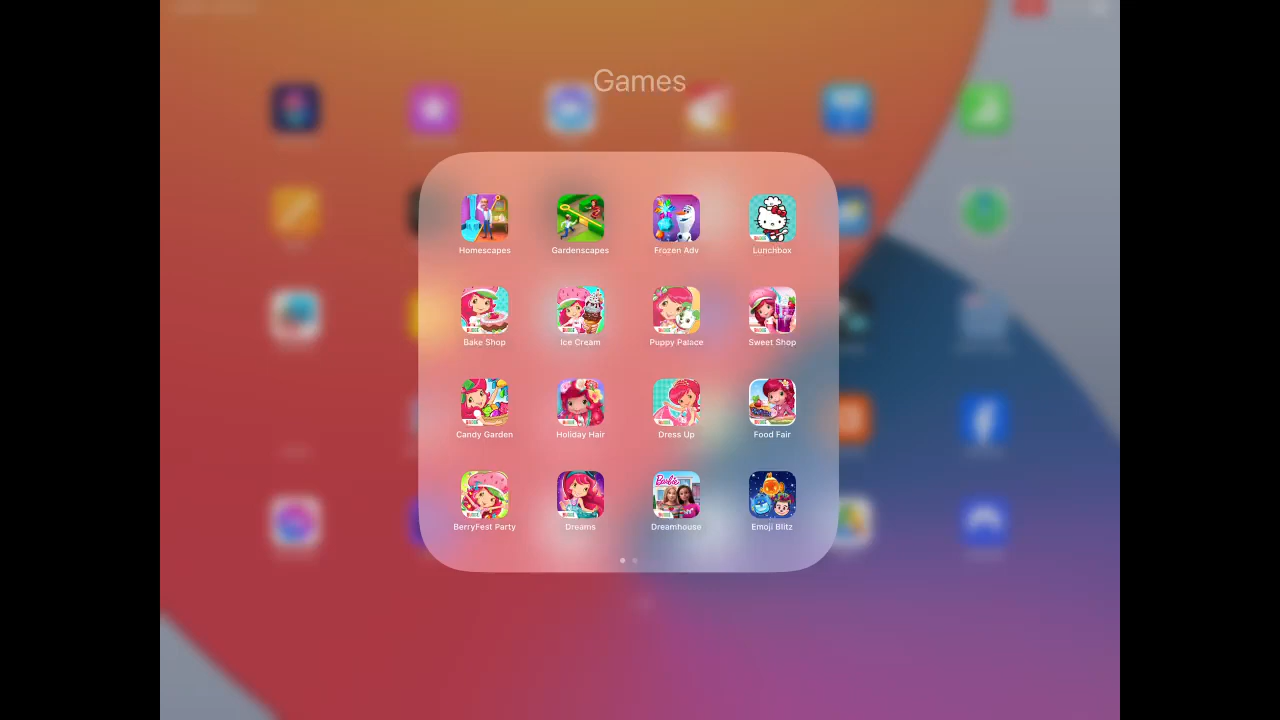 Games
Homescapes
Gardenscapes
Frozen Adv
Lunchbox
Bake Shop
Ice Cream
Puppy Palace
Sweet Shop
Candy Garden
Holiday Hair
Dress Up
Food Fair
BerryFest Party
Dreams
Barbie
Dreamhouse
Emoji Blitz